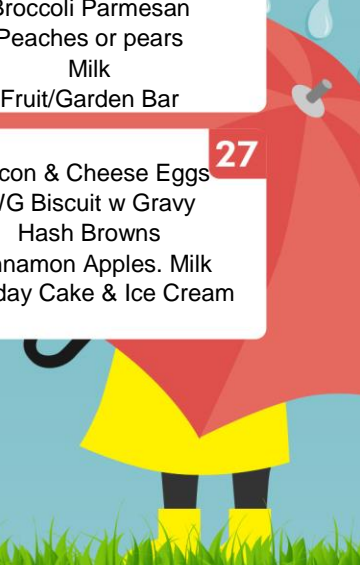 Broccoli Parmesan
Peaches or pears
Milk
Fruit/Garden Bar
27
con & Cheese Eggs
/G Biscuit w Gravy
Hash Browns
nnamon Apples. Milk
day Cake & Ice Cream